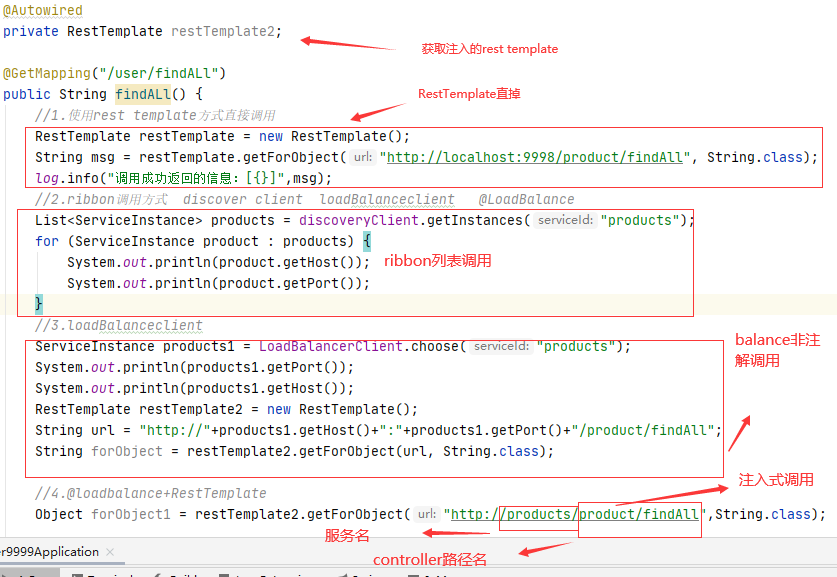 @Autowired
private RestTemplate restTemplate2;
获取注入的rest template
@GetMapping("/user/findALl")
public String findALl() {
RestTemplate直掉
//1.使用rest template方式直接调用
RestTemplate restTemplate = new RestTemplate();
String msg = restTemplate.getForObject( url: "http://localhost:9998/product/findAll", String.class);
log.info("调用成功返回的信息：[{}]",msg);
//2.ribbon调用方式 discover client loadBalanceclient @LoadBalance
List<ServiceInstance> products = discoveryClient.getInstances( serviceId: "products");
for (ServiceInstance product : products) {
System.out.println(product.getHost());
ribbon列表调用
System.out.println(product.getPort());
}
//3.loadBalanceclient
ServiceInstance products1 = LoadBalancerClient.choose( serviceId: "products");
balance非注
解调用
System.out.println(products1.getPort());
System.out.println(products1.getHost());
RestTemplate restTemplate2 = new RestTemplate();
String url = "http://"+products1.getHost()+":"+products1.getPort()+"/product/findAll";
String forObject = restTemplate2.getForObject(url, String.class);
注入式调用
//4.@loadbalance+RestTemplate
Object forObject1 = restTemplate2.getForObject( url: "http://products/product/findAll",String.class);
服务名
controller路径名
r9999Application